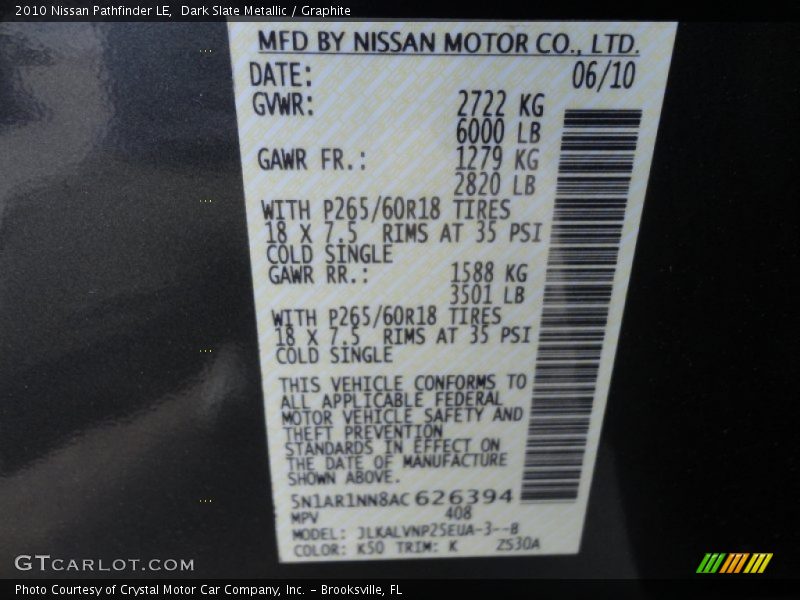 2010 Nissan Pathfinder LE,  Dark Slate Metallic / Graphite
MFD BY NISSAN MOTOR CO., LTD.
DATE: 06/10
GVWR: 2722 KG
6000 LB
GAWR FR.: 1279 KG
2820 LB
WITH P265/60R18 TIRES
18 X 7.5 RIMS AT 35 PSI
COLD SINGLE
GAWR RR.: 1588 KG
3501 LB
WITH P265/60R18 TIRES
18 X 7.5 RIMS AT 35 PSI
COLD SINGLE
THIS VEHICLE CONFORMS TO
ALL APPLICABLE FEDERAL
MOTOR VEHICLE SAFETY AND
THEFT PREVENTION
STANDARDS IN EFFECT ON
THE DATE OF MANUFACTURE
SHOWN ABOVE.
5N1AR1NN8AC 626394
MPV 408
MODEL: JLKALVNP25EUA-3--B
COLOR: K50 TRIM: K ZS30A
GTCARLOT.COM
Photo Courtesy of Crystal Motor Car Company, Inc. – Brooksville, FL